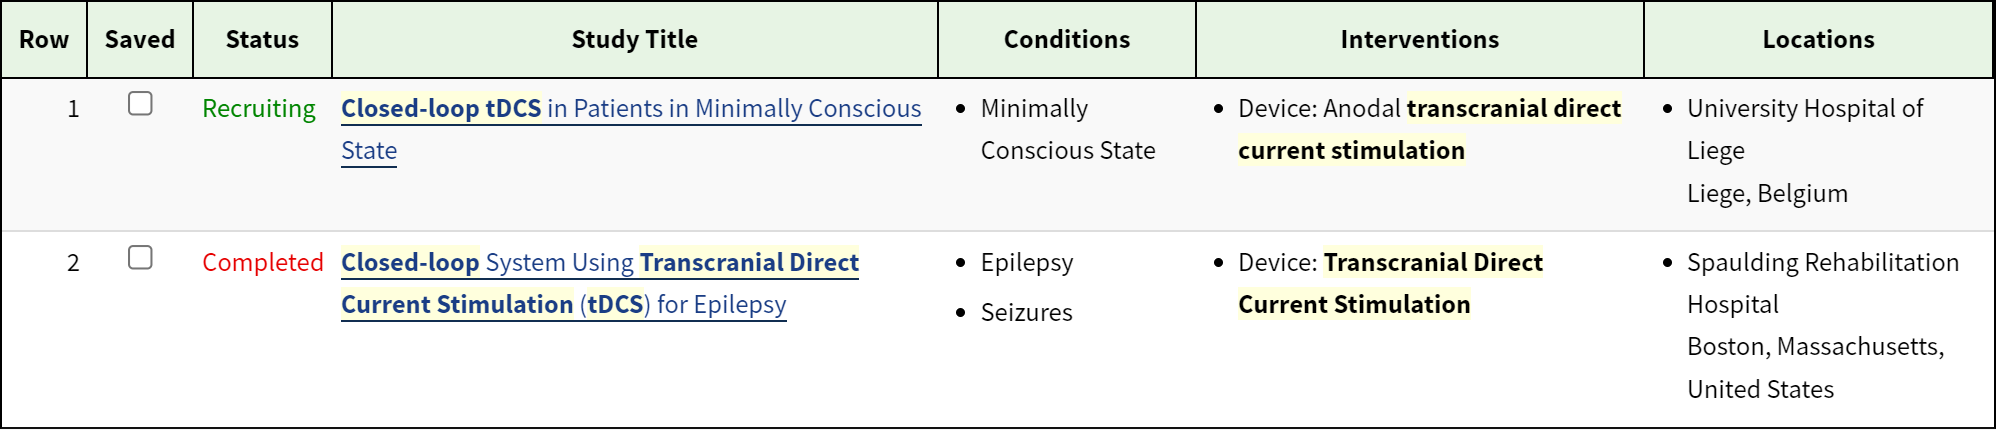 Row Saved Status Study Title Conditions Interventions Locations
1 Recruiting Closed-loop tDCS in Patients in Minimally Conscious • Minimally • Device: Anodal transcranial direct • University Hospital of
State Conscious State current stimulation Liege
Liege, Belgium
2 Completed Closed-loop System Using Transcranial Direct • Epilepsy • Device: Transcranial Direct • Spaulding Rehabilitation
Current Stimulation (tDCS) for Epilepsy • Seizures Current Stimulation Hospital
Boston, Massachusetts,
United States